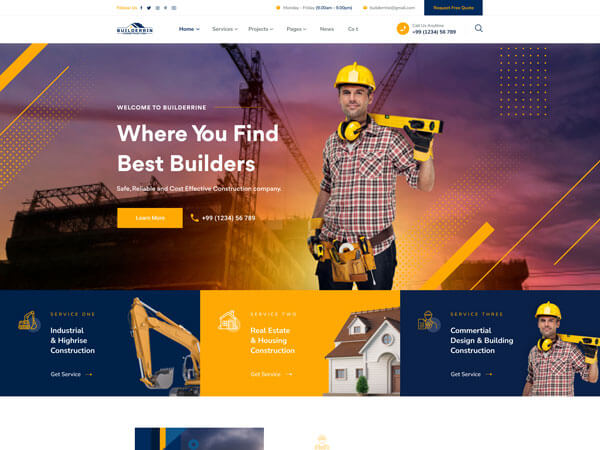 Follow Us
Monday - Friday (9.00am - 8.00pm)
builderrine@gmail.com
Request Free Quote
BUILDERRIN
Home
Services
Projects
Pages
News
Co t
Call Us Anytime
+99 (1234) 56 789
WELCOME TO BUILDERRINE
Where You Find
Best Builders
Safe, Reliable and Cost Effective Construction company.
Learn More
+99 (1234) 56 789
SERVICE ONE
Industrial
& Highrise
Construction
Get Service
SERVICE TWO
Real Estate
& Housing
Construction
Get Service
SERVICE THREE
Commertial
Design & Building
Construction
Get Service